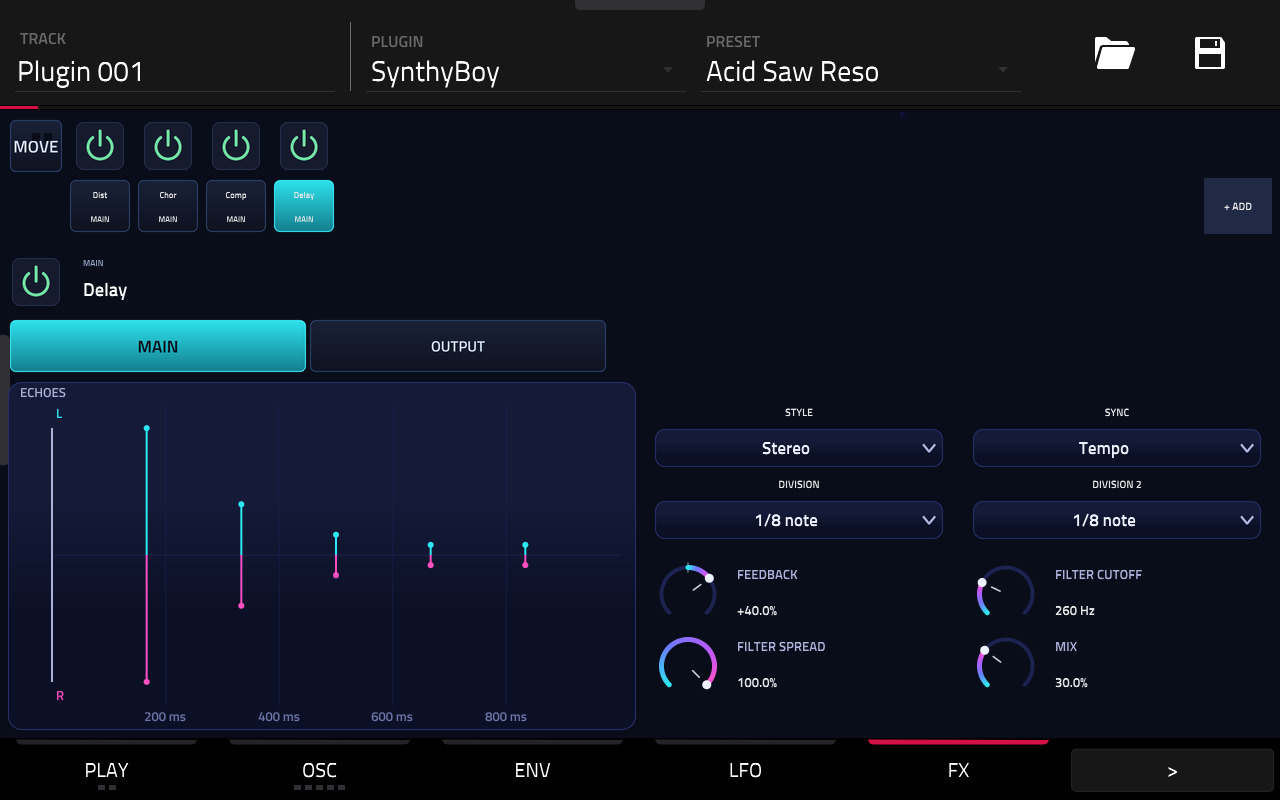 TRACK
Plugin 001
PLUGIN
SynthyBoy
PRESET
Acid Saw Reso
MOVE
Dist
MAIN
Chor
MAIN
Comp
MAIN
Delay
MAIN
+ ADD
MAIN
Delay
MAIN
OUTPUT
ECHOES
L
R
200 ms
400 ms
600 ms
800 ms
STYLE
Stereo
SYNC
Tempo
DIVISION
1/8 note
DIVISION 2
1/8 note
FEEDBACK
+40.0%
FILTER CUTOFF
260 Hz
FILTER SPREAD
100.0%
MIX
30.0%
PLAY
OSC
ENV
LFO
FX
>